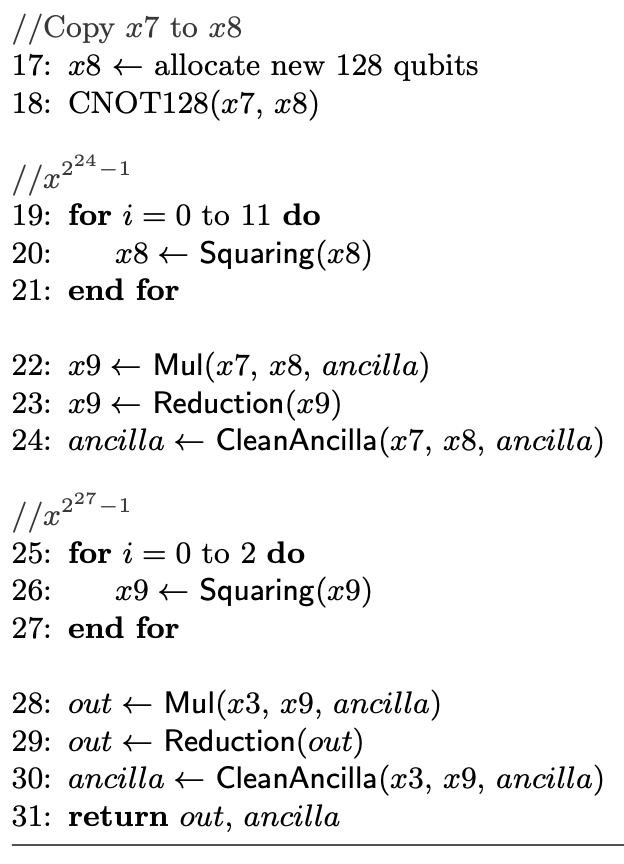 //Copy x7 to x8
17: x8 ← allocate new 128 qubits
18: CNOT128(x7, x8)
//x^{2^{24}−1}
19: for i = 0 to 11 do
20: x8 ← Squaring(x8)
21: end for
22: x9 ← Mul(x7, x8, ancilla)
23: x9 ← Reduction(x9)
24: ancilla ← CleanAncilla(x7, x8, ancilla)
//x^{2^{27}−1}
25: for i = 0 to 2 do
26: x9 ← Squaring(x9)
27: end for
28: out ← Mul(x3, x9, ancilla)
29: out ← Reduction(out)
30: ancilla ← CleanAncilla(x3, x9, ancilla)
31: return out, ancilla